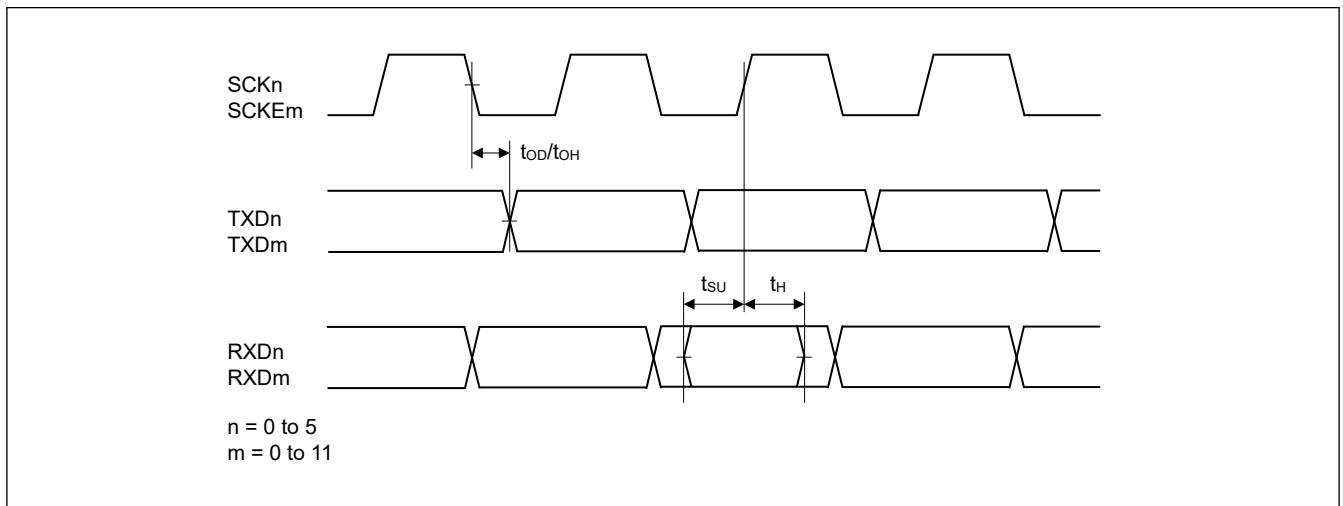 SCKn
SCKEm
tOD/tOH
TXDn
TXDm
tSU
tH
RXDn
RXDm
n = 0 to 5
m = 0 to 11